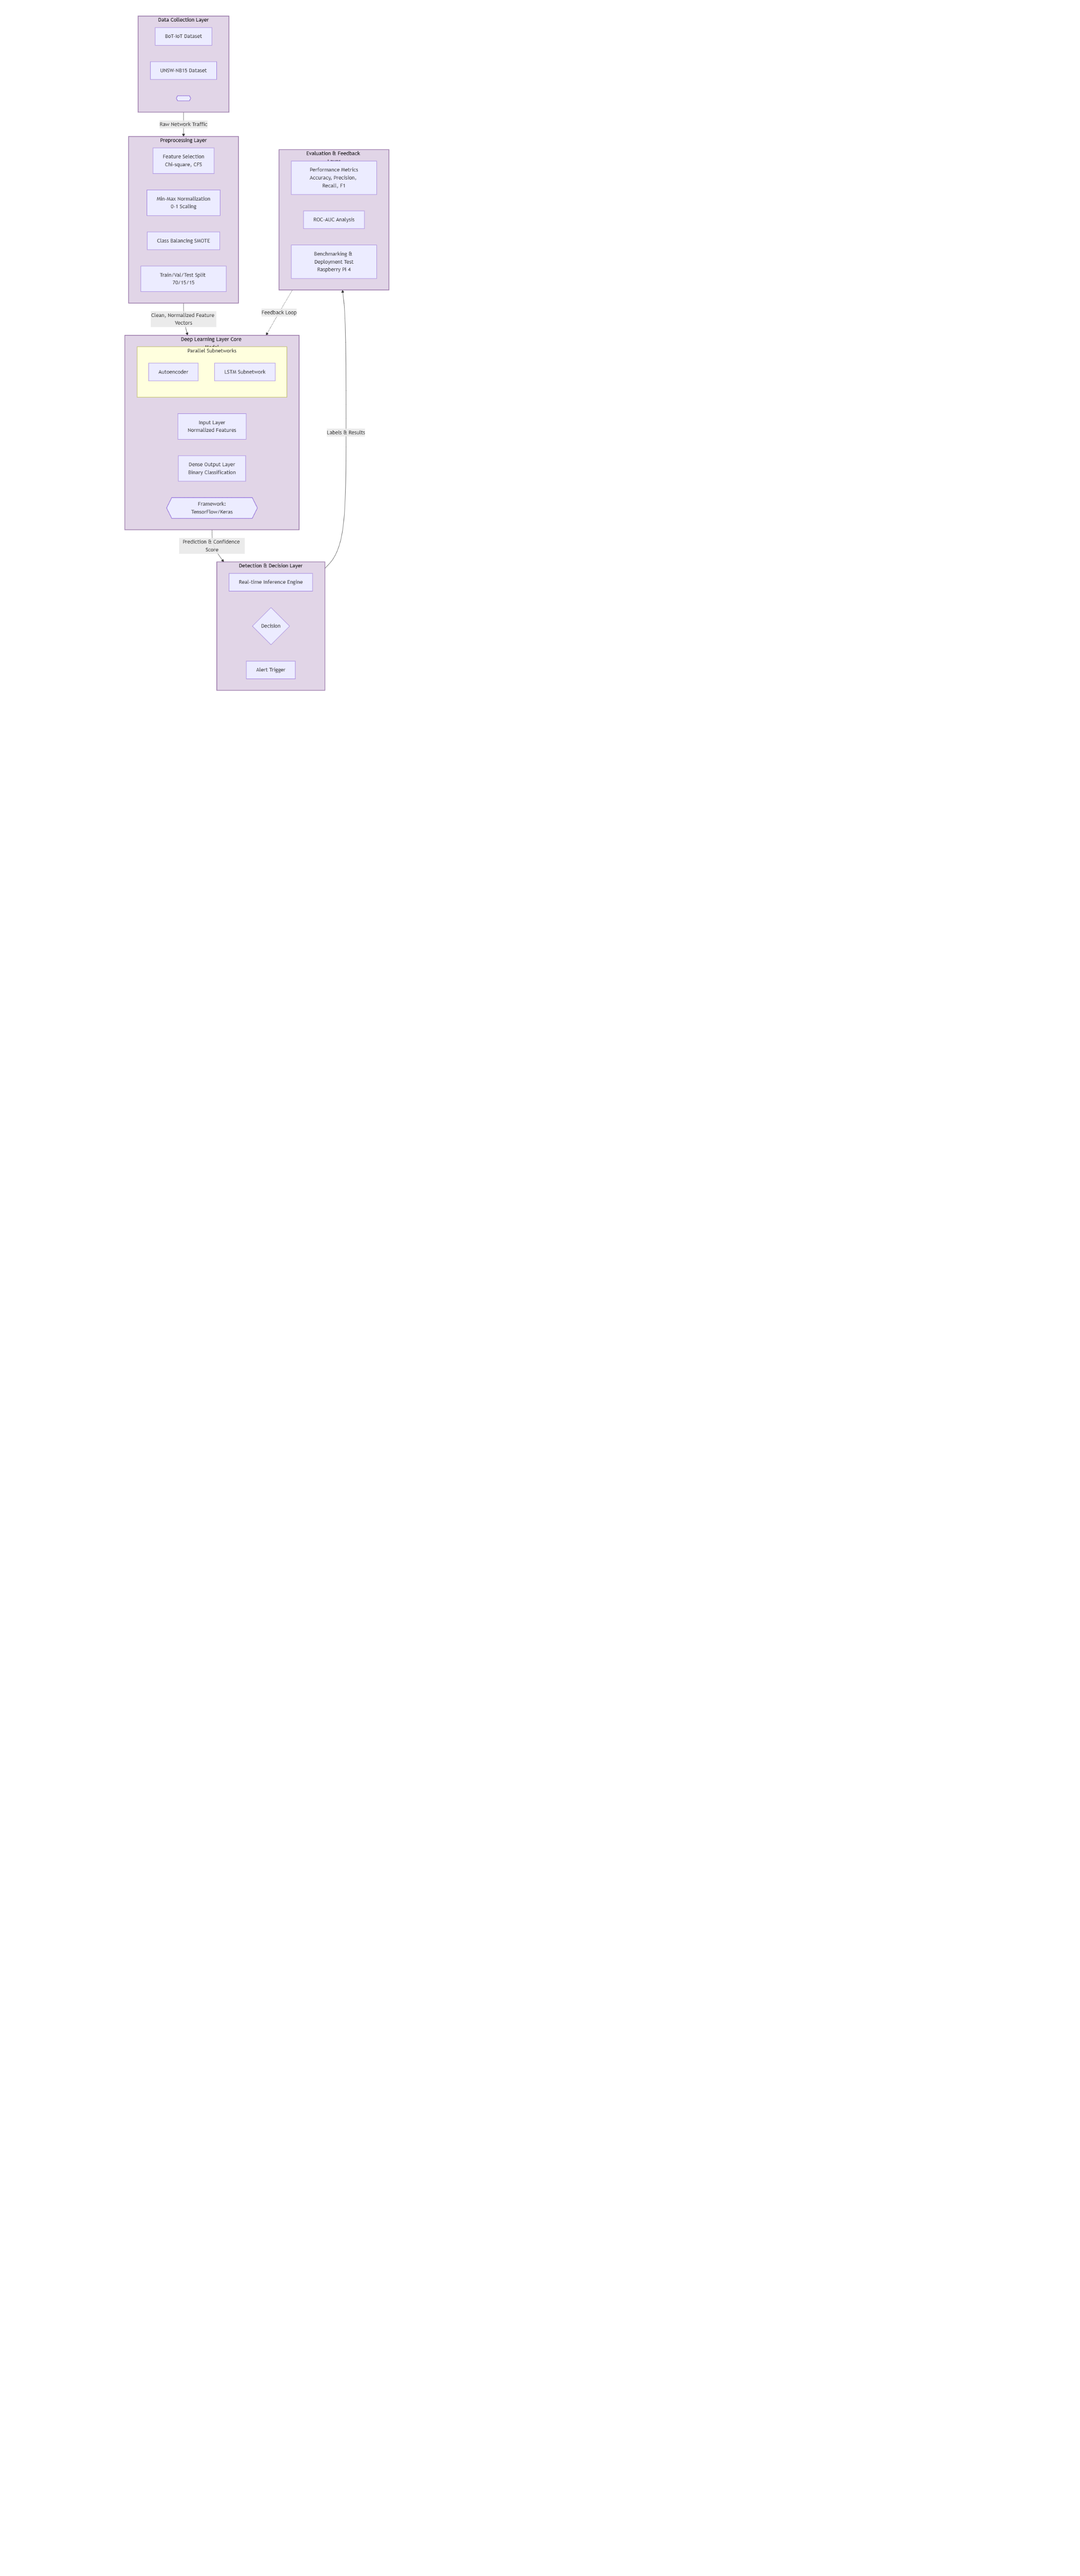 Data Collection Layer
BoT-IoT Dataset
UNSW-NB15 Dataset
Raw Network Traffic
Preprocessing Layer
Feature Selection
Chi-square, CFS
Min-Max Normalization
0-1 Scaling
Class Balancing SMOTE
Train/Val/Test Split
70/15/15
Evaluation & Feedback
Performance Metrics
Accuracy, Precision,
Recall, F1
ROC-AUC Analysis
Benchmarking &
Deployment Test
Raspberry Pi 4
Clean, Normalized Feature
Vectors
Feedback Loop
Deep Learning Layer Core
Parallel Subnetworks
Autoencoder
LSTM Subnetwork
Input Layer
Normalized Features
Dense Output Layer
Binary Classification
Framework:
TensorFlow/Keras
Labels & Results
Prediction & Confidence
Score
Detection & Decision Layer
Real-time Inference Engine
Decision
Alert Trigger